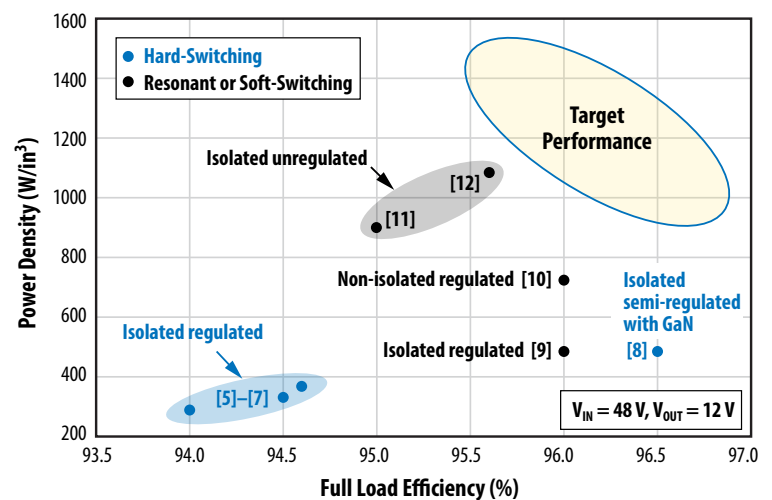 1600
1400
1200
1000
800
600
400
200
Power Density (W/in³)
Hard-Switching
Resonant or Soft-Switching
Target
Performance
Isolated unregulated
[12]
[11]
Non-isolated regulated [10]
Isolated
semi-regulated
with GaN
Isolated regulated
Isolated regulated [9]
[8]
[5]–[7]
V_IN = 48 V, V_OUT = 12 V
93.5 94.0 94.5 95.0 95.5 96.0 96.5 97.0
Full Load Efficiency (%)